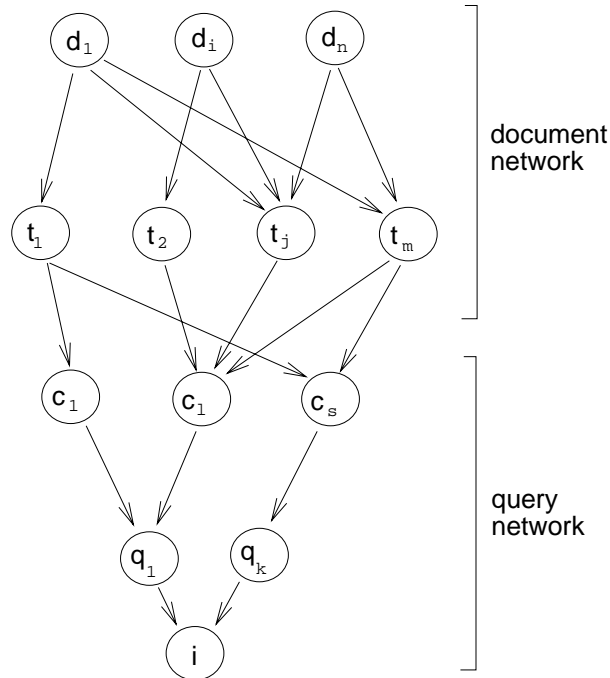 d1 di dn
document
network
t1 t2 tj tm
c1 cl cs
query
network
q1 qk
i